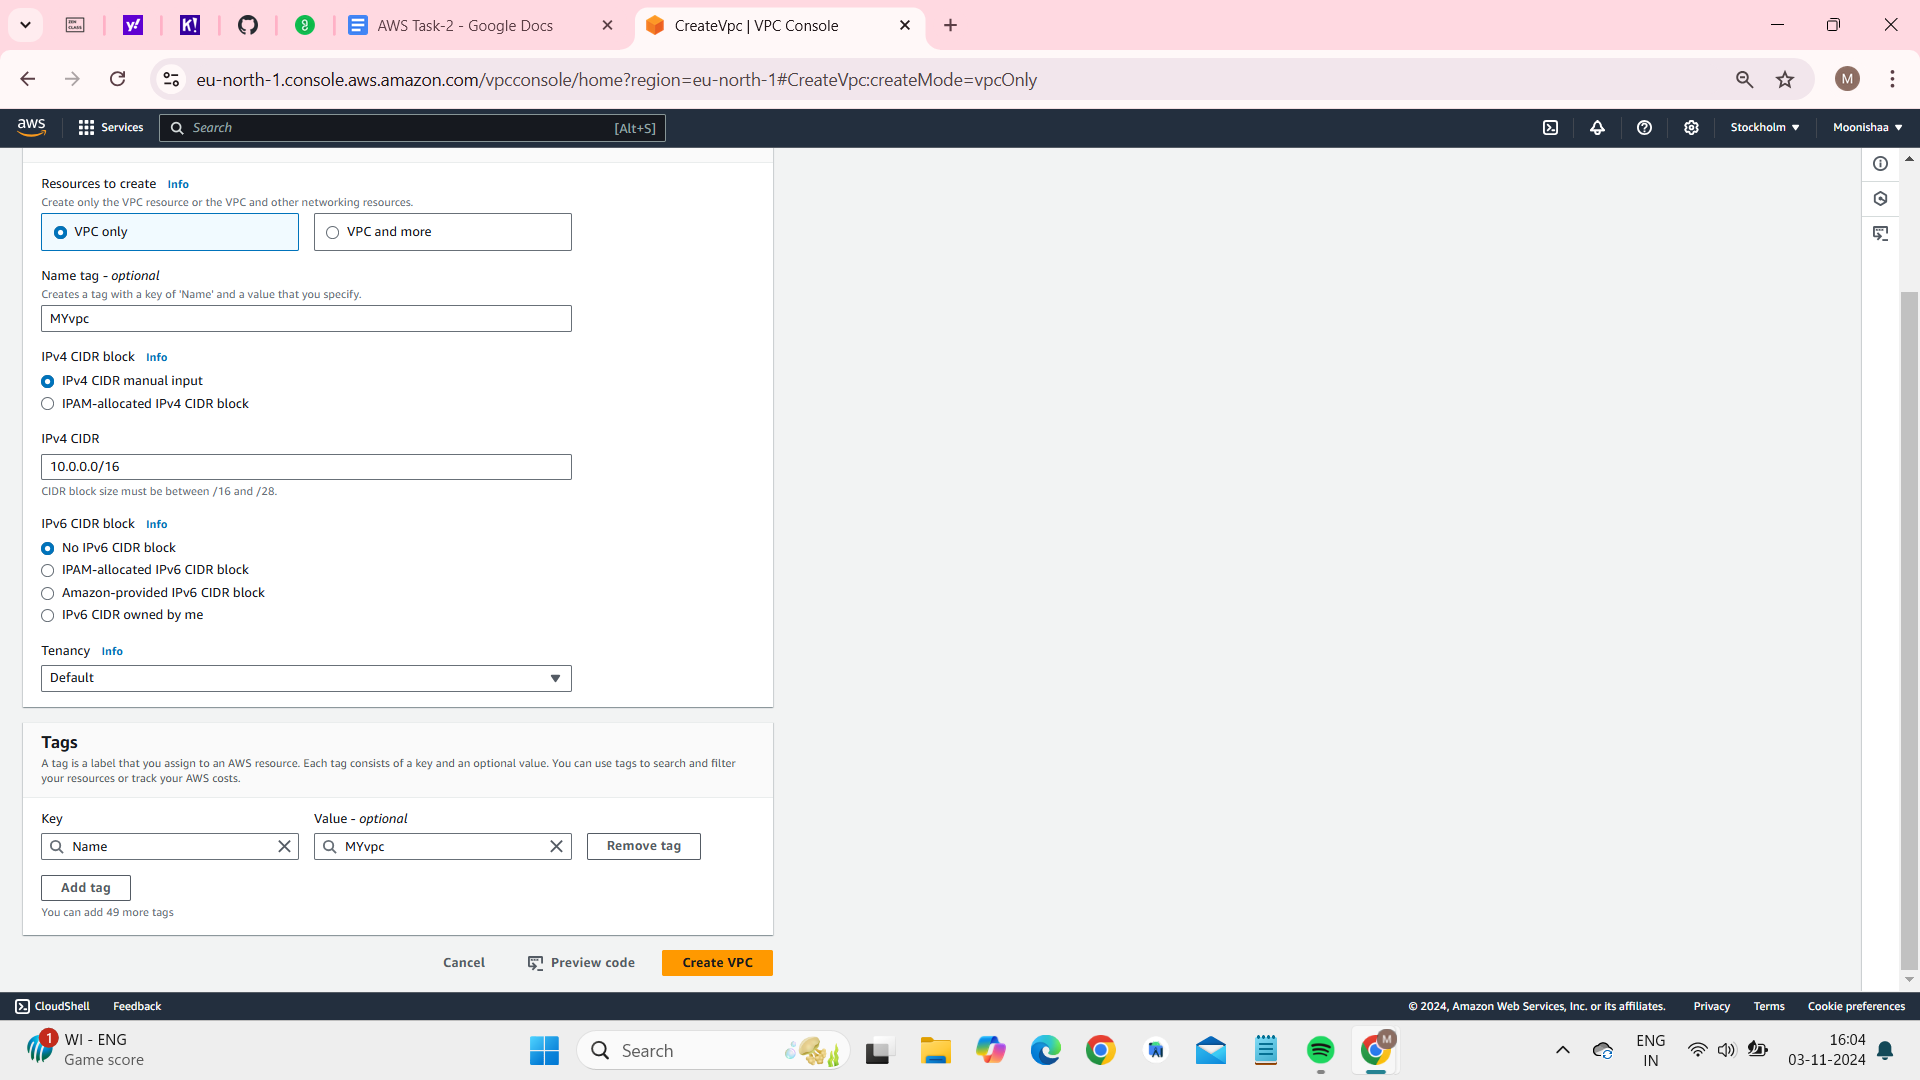 AWS Task-2 - Google Docs
CreateVpc | VPC Console
eu-north-1.console.aws.amazon.com/vpcconsole/home?region=eu-north-1#CreateVpc:createMode=vpcOnly
M
aws
Services
Search
[Alt+S]
Stockholm
Moonishaa
Resources to create Info
Create only the VPC resource or the VPC and other networking resources.
VPC only
VPC and more
Name tag - optional
Creates a tag with a key of 'Name' and a value that you specify.
MYvpc
IPv4 CIDR block Info
IPv4 CIDR manual input
IPAM-allocated IPv4 CIDR block
IPv4 CIDR
10.0.0.0/16
CIDR block size must be between /16 and /28.
IPv6 CIDR block Info
No IPv6 CIDR block
IPAM-allocated IPv6 CIDR block
Amazon-provided IPv6 CIDR block
IPv6 CIDR owned by me
Tenancy Info
Default
Tags
A tag is a label that you assign to an AWS resource. Each tag consists of a key and an optional value. You can use tags to search and filter
your resources or track your AWS costs.
Key
Value - optional
Name
MYvpc
Remove tag
Add tag
You can add 49 more tags
Cancel
Preview code
Create VPC
CloudShell
Feedback
© 2024, Amazon Web Services, Inc. or its affiliates.
Privacy
Terms
Cookie preferences
1
WI - ENG
Game score
Search
M
ENG
IN
16:04
03-11-2024